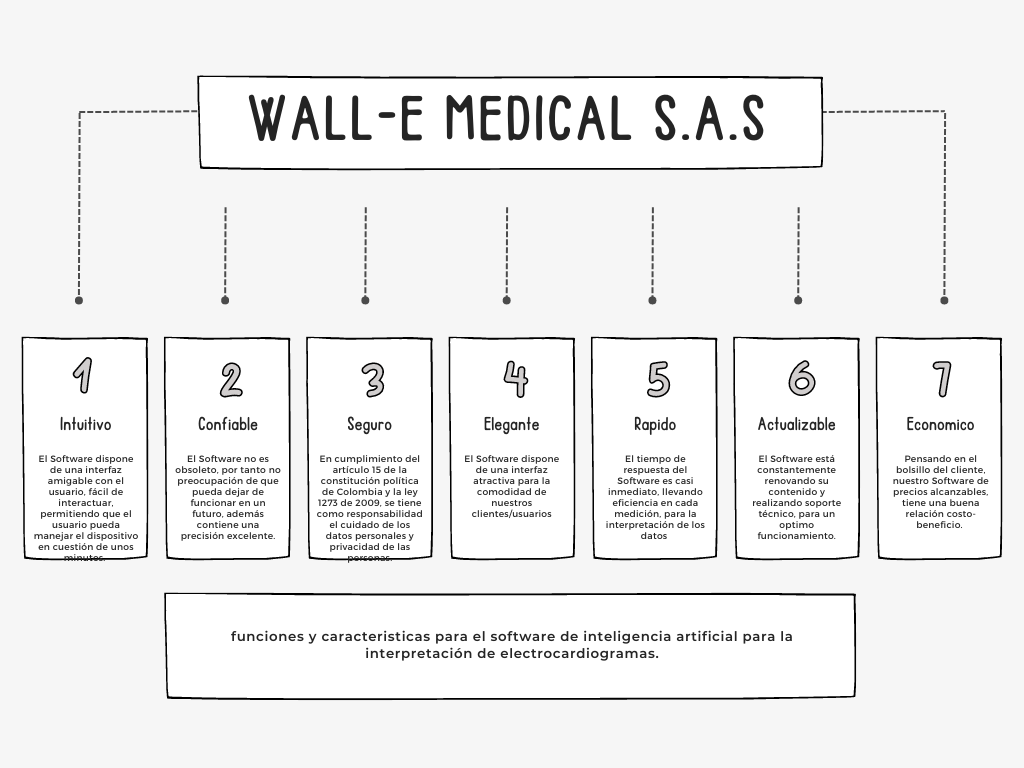 WALL-E MEDICAL S.A.S
1
Intuitivo
El Software dispone
de una interfaz
amigable con el
usuario, fácil de
interactuar,
permitiendo que el
usuario pueda
manejar el dispositivo
en cuestión de unos
minutos.
2
Confiable
El Software no es
obsoleto, por tanto no
preocupación de que
pueda dejar de
funcionar en un
futuro, además
contiene una
precisión excelente.
3
Seguro
En cumplimiento del
artículo 15 de la
constitución política
de Colombia y la ley
1273 de 2009, se tiene
como responsabilidad
el cuidado de los
datos personales y
privacidad de las
personas.
4
Elegante
El Software dispone
de una interfaz
atractiva para la
comodidad de
nuestros
clientes/usuarios
5
Rapido
El tiempo de
respuesta del
Software es casi
inmediato, llevando
eficiencia en cada
medición, para la
interpretación de los
datos
6
Actualizable
El Software está
constantemente
renovando su
contenido y
realizando soporte
técnico, para un
optimo
funcionamiento.
7
Economico
Pensando en el
bolsillo del cliente,
nuestro Software de
precios alcanzables,
tiene una buena
relación costo-
beneficio.
funciones y caracteristicas para el software de inteligencia artificial para la
interpretación de electrocardiogramas.